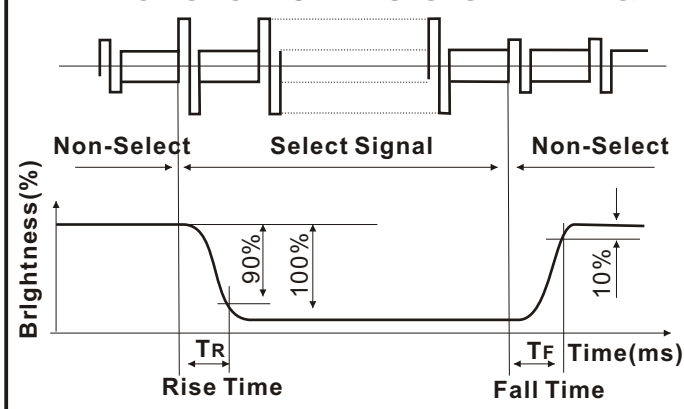 Non-Select Select Signal Non-Select
Brightness(%)
90%
100%
10%
TR
TF
Time(ms)
Rise Time
Fall Time